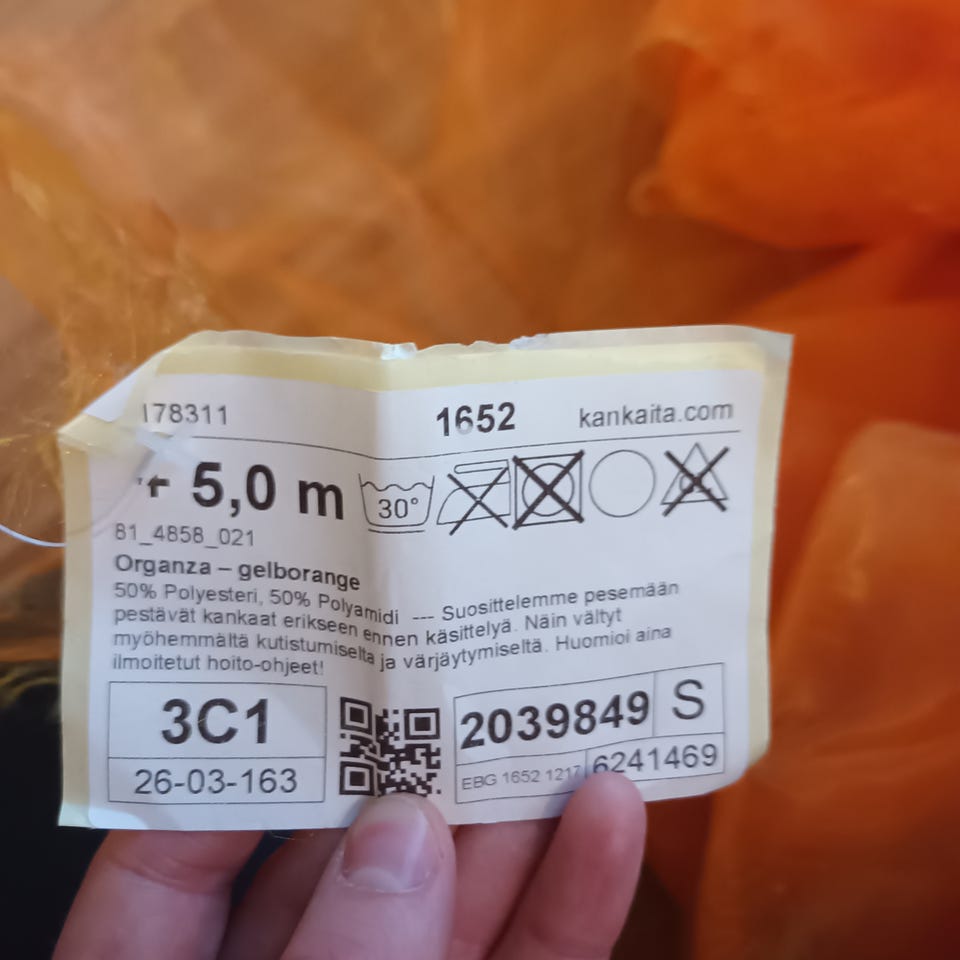 178311 1652 kankaita.com
5,0 m 30°
81_4858_021
Organza – gelborange
50% Polyesteri, 50% Polyamidi --- Suosittelemme pesemään
pestävät kankaat erikseen ennen käsittelyä. Näin vältyt
myöhemmältä kutistumiselta ja värjäytymiseltä. Huomioi aina
ilmoitetut hoito-ohjeet!
3C1 2039849 S
26-03-163 EBG 1652 1217 6241469